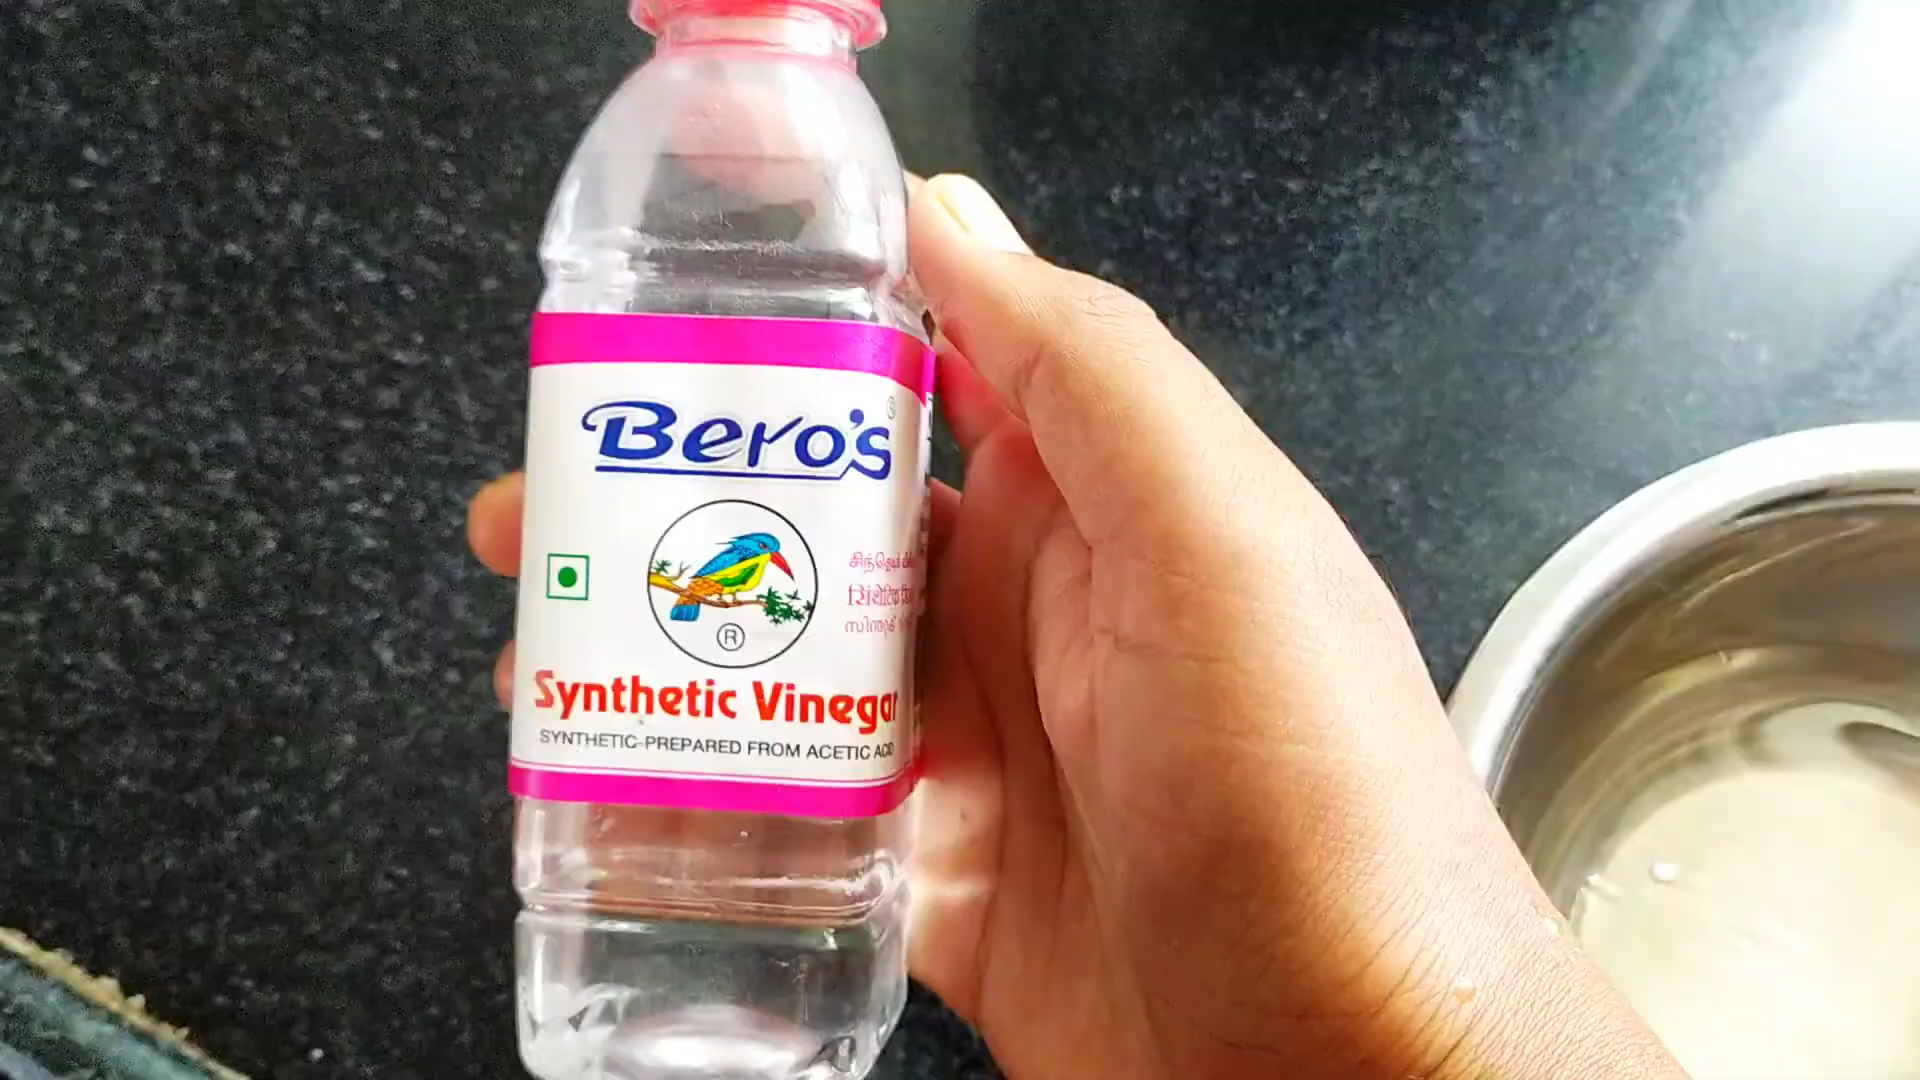 Bero's
®
சிந்தெடிக்
®
Synthetic Vinegar
SYNTHETIC-PREPARED FROM ACETIC ACID